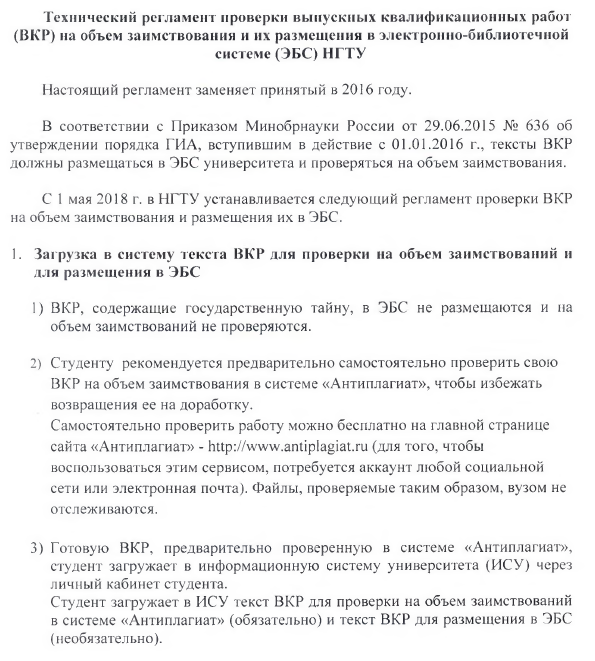 Технический регламент проверки выпускных квалификационных работ
(ВКР) на объем заимствования и их размещения в электронно-библиотечной
системе (ЭБС) НГТУ
Настоящий регламент заменяет принятый в 2016 году.
В соответствии с Приказом Минобрнауки России от 29.06.2015 № 636 об
утверждении порядка ГИА, вступившим в действие с 01.01.2016 г., тексты ВКР
должны размещаться в ЭБС университета и проверяться на объем заимствования.
С 1 мая 2018 г. в НГТУ устанавливается следующий регламент проверки ВКР
на объем заимствования и размещения их в ЭБС.
1. Загрузка в систему текста ВКР для проверки на объем заимствований и
для размещения в ЭБС
1) ВКР, содержащие государственную тайну, в ЭБС не размещаются и на
объем заимствований не проверяются.
2) Студенту рекомендуется предварительно самостоятельно проверить свою
ВКР на объем заимствования в системе «Антиплагиат», чтобы избежать
возвращения ее на доработку.
Самостоятельно проверить работу можно бесплатно на главной странице
сайта «Антиплагиат» - http://www.antiplagiat.ru (для того, чтобы
воспользоваться этим сервисом, потребуется аккаунт любой социальной
сети или электронная почта). Файлы, проверяемые таким образом, вузом не
отслеживаются.
3) Готовую ВКР, предварительно проверенную в системе «Антиплагиат»,
студент загружает в информационную систему университета (ИСУ) через
личный кабинет студента.
Студент загружает в ИСУ текст ВКР для проверки на объем заимствований
в системе «Антиплагиат» (обязательно) и текст ВКР для размещения в ЭБС
(необязательно).